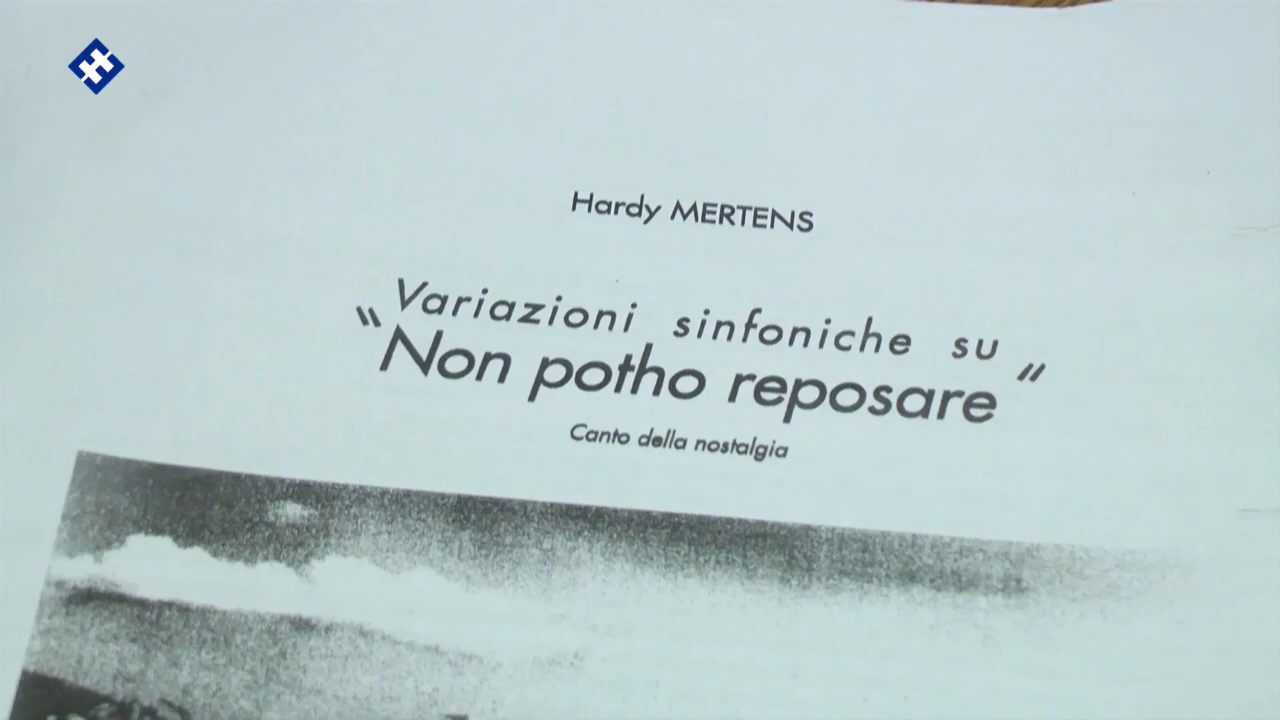 Hardy MERTENS
Variazioni sinfoniche su
"Non potho reposare"
Canto della nostalgia